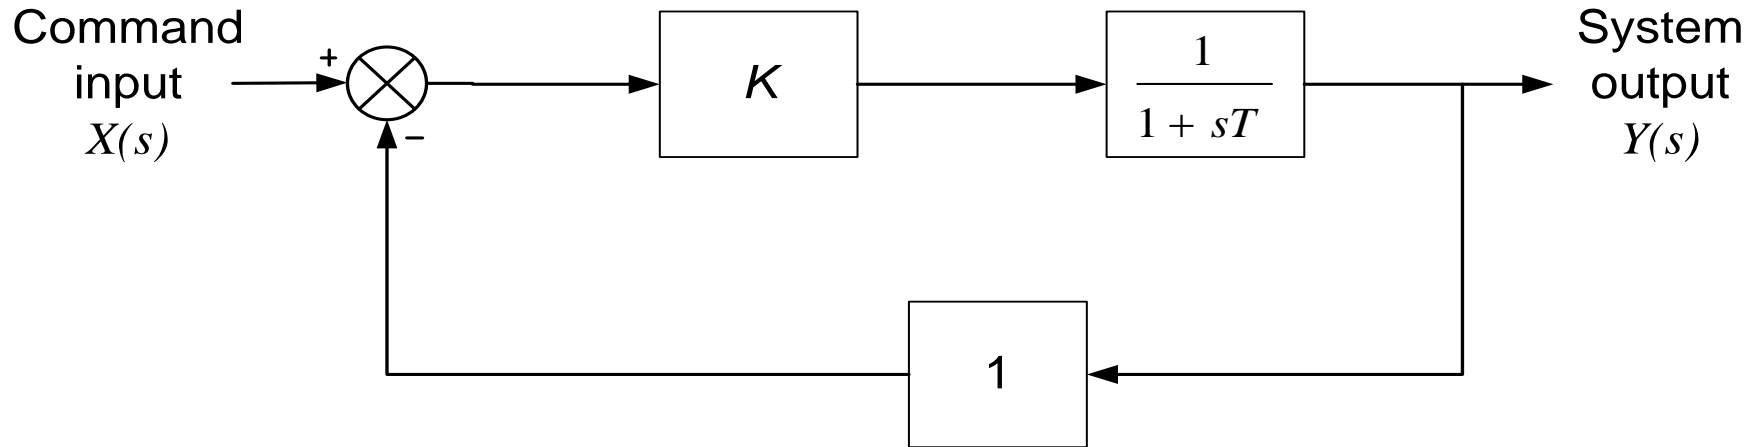 Command
input
X(s)
+
−
K
1
1 + sT
System
output
Y(s)
1